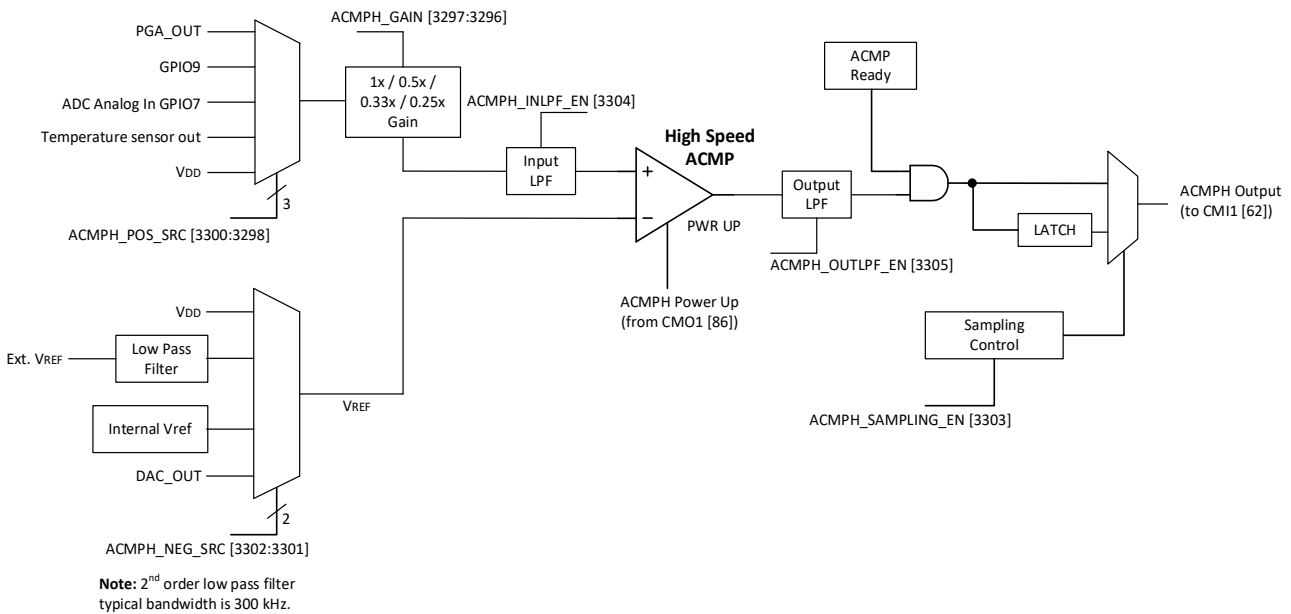 ACMPH_GAIN [3297:3296]
PGA_OUT
GPIO9
ADC Analog In GPIO7
Temperature sensor out
VDD
3
ACMPH_POS_SRC [3300:3298]
1x / 0.5x /
0.33x / 0.25x
Gain
ACMPH_INLPF_EN [3304]
Input
LPF
High Speed
ACMP
+
−
PWR UP
ACMPH Power Up
(from CMO1 [86])
Output
LPF
ACMPH_OUTLPF_EN [3305]
ACMP
Ready
LATCH
ACMPH Output
(to CMI1 [62])
Sampling
Control
ACMPH_SAMPLING_EN [3303]
VDD
Ext. VREF
Low Pass
Filter
Internal Vref
DAC_OUT
VREF
2
ACMPH_NEG_SRC [3302:3301]
Note: 2nd order low pass filter
typical bandwidth is 300 kHz.